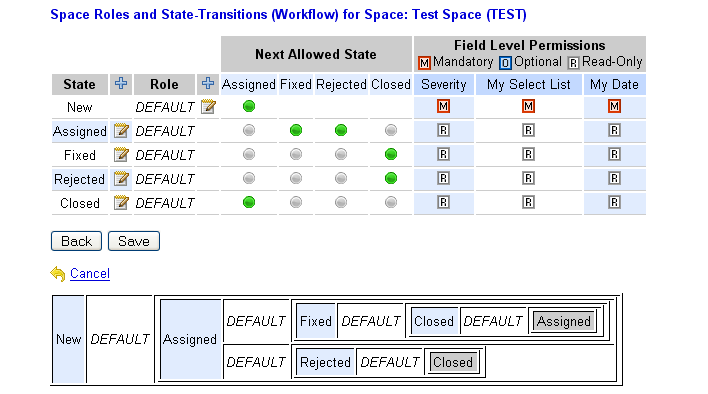 Space Roles and State-Transitions (Workflow) for Space: Test Space (TEST)
Next Allowed State Field Level Permissions
M Mandatory O Optional R Read-Only
State Role Assigned Fixed Rejected Closed Severity My Select List My Date
New DEFAULT M M M
Assigned DEFAULT R R R
Fixed DEFAULT R R R
Rejected DEFAULT R R R
Closed DEFAULT R R R
Back Save
Cancel
DEFAULT Fixed DEFAULT Closed DEFAULT Assigned
New DEFAULT Assigned
DEFAULT Rejected DEFAULT Closed